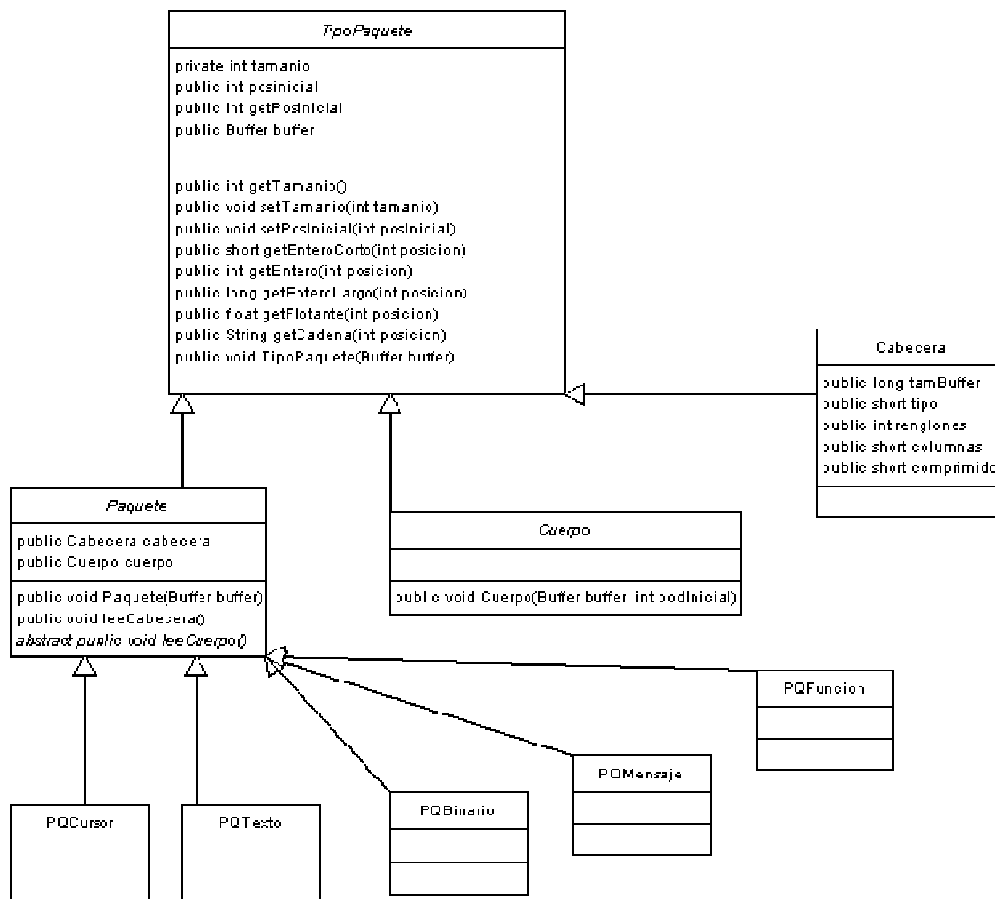 TipoPaquete
private int tamanio
public int posinicial
public int getPosInicial
public Buffer buffer
public int getTamanio()
public void setTamanio(int tamanio)
public void setPosInicial(int posInicial)
public short getEnteroCorto(int posicion)
public int getEntero(int posicion)
public long getEnteroLargo(int posicion)
public float getFlotante(int posicion)
public String getCadena(int posicion)
public void TipoPaquete(Buffer buffer)
Cabecera
public long tamBuffer
public short tipo
public int renglones
public short columnas
public short comprimido
Paquete
public Cabecera cabecera
public Cuerpo cuerpo
public void Paquete(Buffer buffer)
public void leeCabesera()
abstract public void leeCuerpo()
Cuerpo
public void Cuerpo(Buffer buffer int podInicial)
PQFuncion
PQMensaje
PQBinario
PQCursor
PQTexto